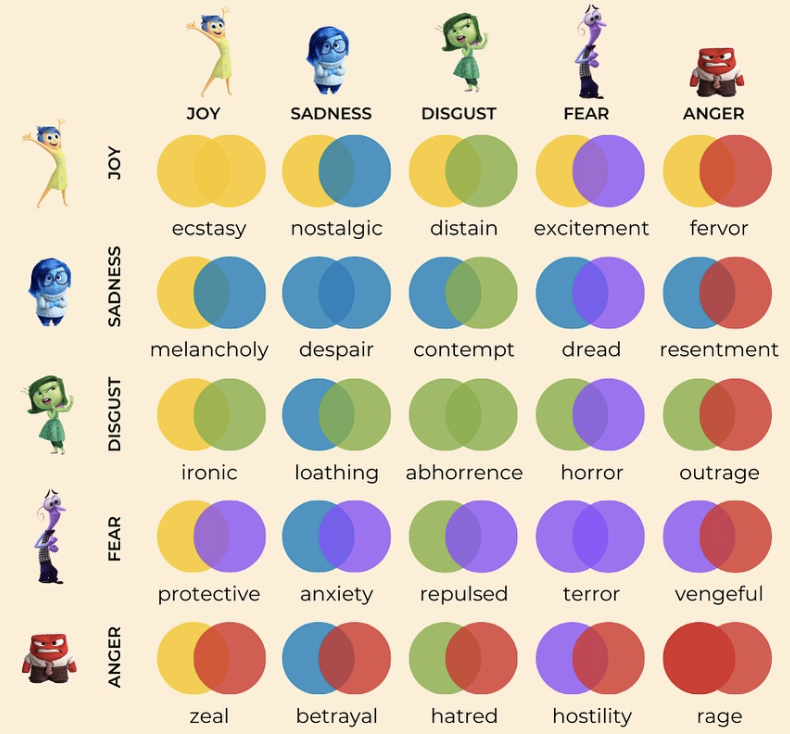 JOY SADNESS DISGUST FEAR ANGER
JOY
ecstasy nostalgic distain excitement fervor
SADNESS
melancholy despair contempt dread resentment
DISGUST
ironic loathing abhorrence horror outrage
FEAR
protective anxiety repulsed terror vengeful
ANGER
zeal betrayal hatred hostility rage